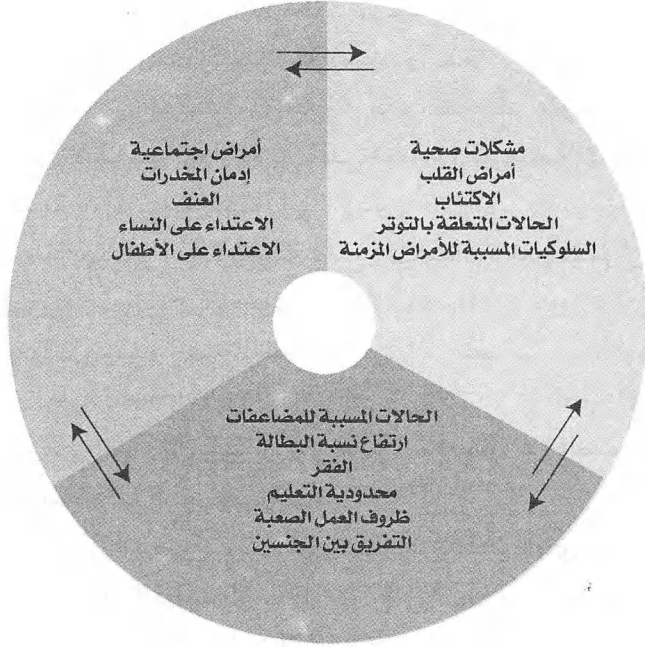 مشكلات صحية
أمراض القلب
الاكتئاب
الحالات المتعلقة بالتوتر
السلوكيات المسببة للأمراض المزمنة
أمراض اجتماعية
إدمان المخدرات
العنف
الاعتداء على النساء
الاعتداء على الأطفال
الحالات المسببة للمضاعفات
ارتفاع نسبة البطالة
الفقر
محدودية التعليم
ظروف العمل الصعبة
التفريق بين الجنسين